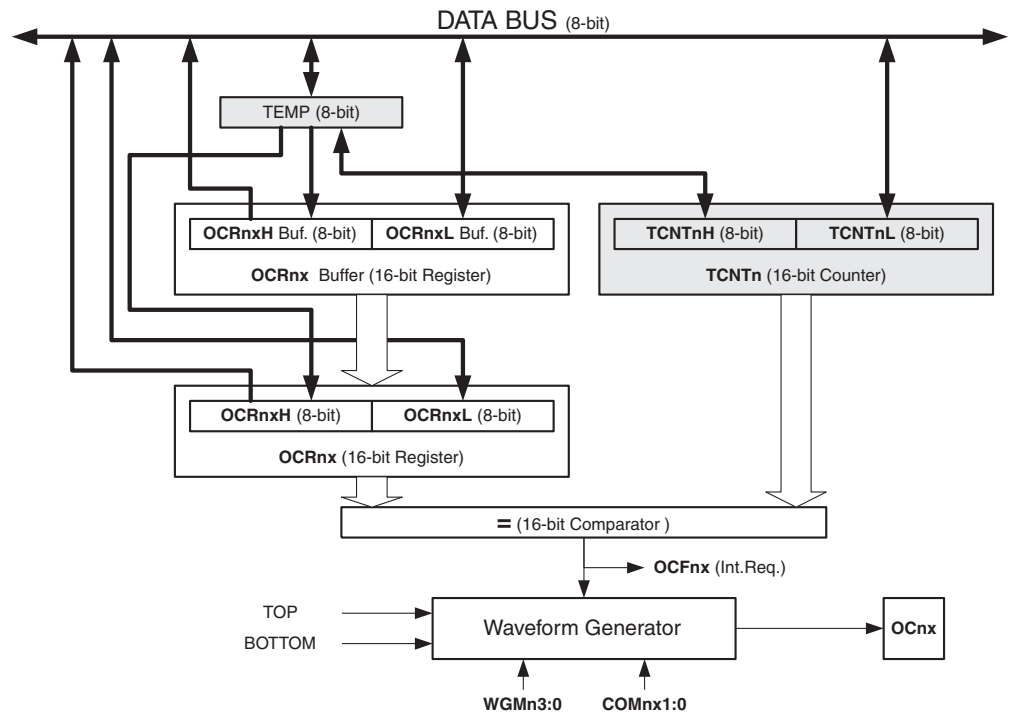 DATA BUS (8-bit)
TEMP (8-bit)
OCRnxH Buf. (8-bit) OCRnxL Buf. (8-bit)
OCRnx Buffer (16-bit Register)
TCNTnH (8-bit) TCNTnL (8-bit)
TCNTn (16-bit Counter)
OCRnxH (8-bit) OCRnxL (8-bit)
OCRnx (16-bit Register)
= (16-bit Comparator )
OCFnx (Int.Req.)
TOP
BOTTOM
Waveform Generator
OCnx
WGMn3:0 COMnx1:0